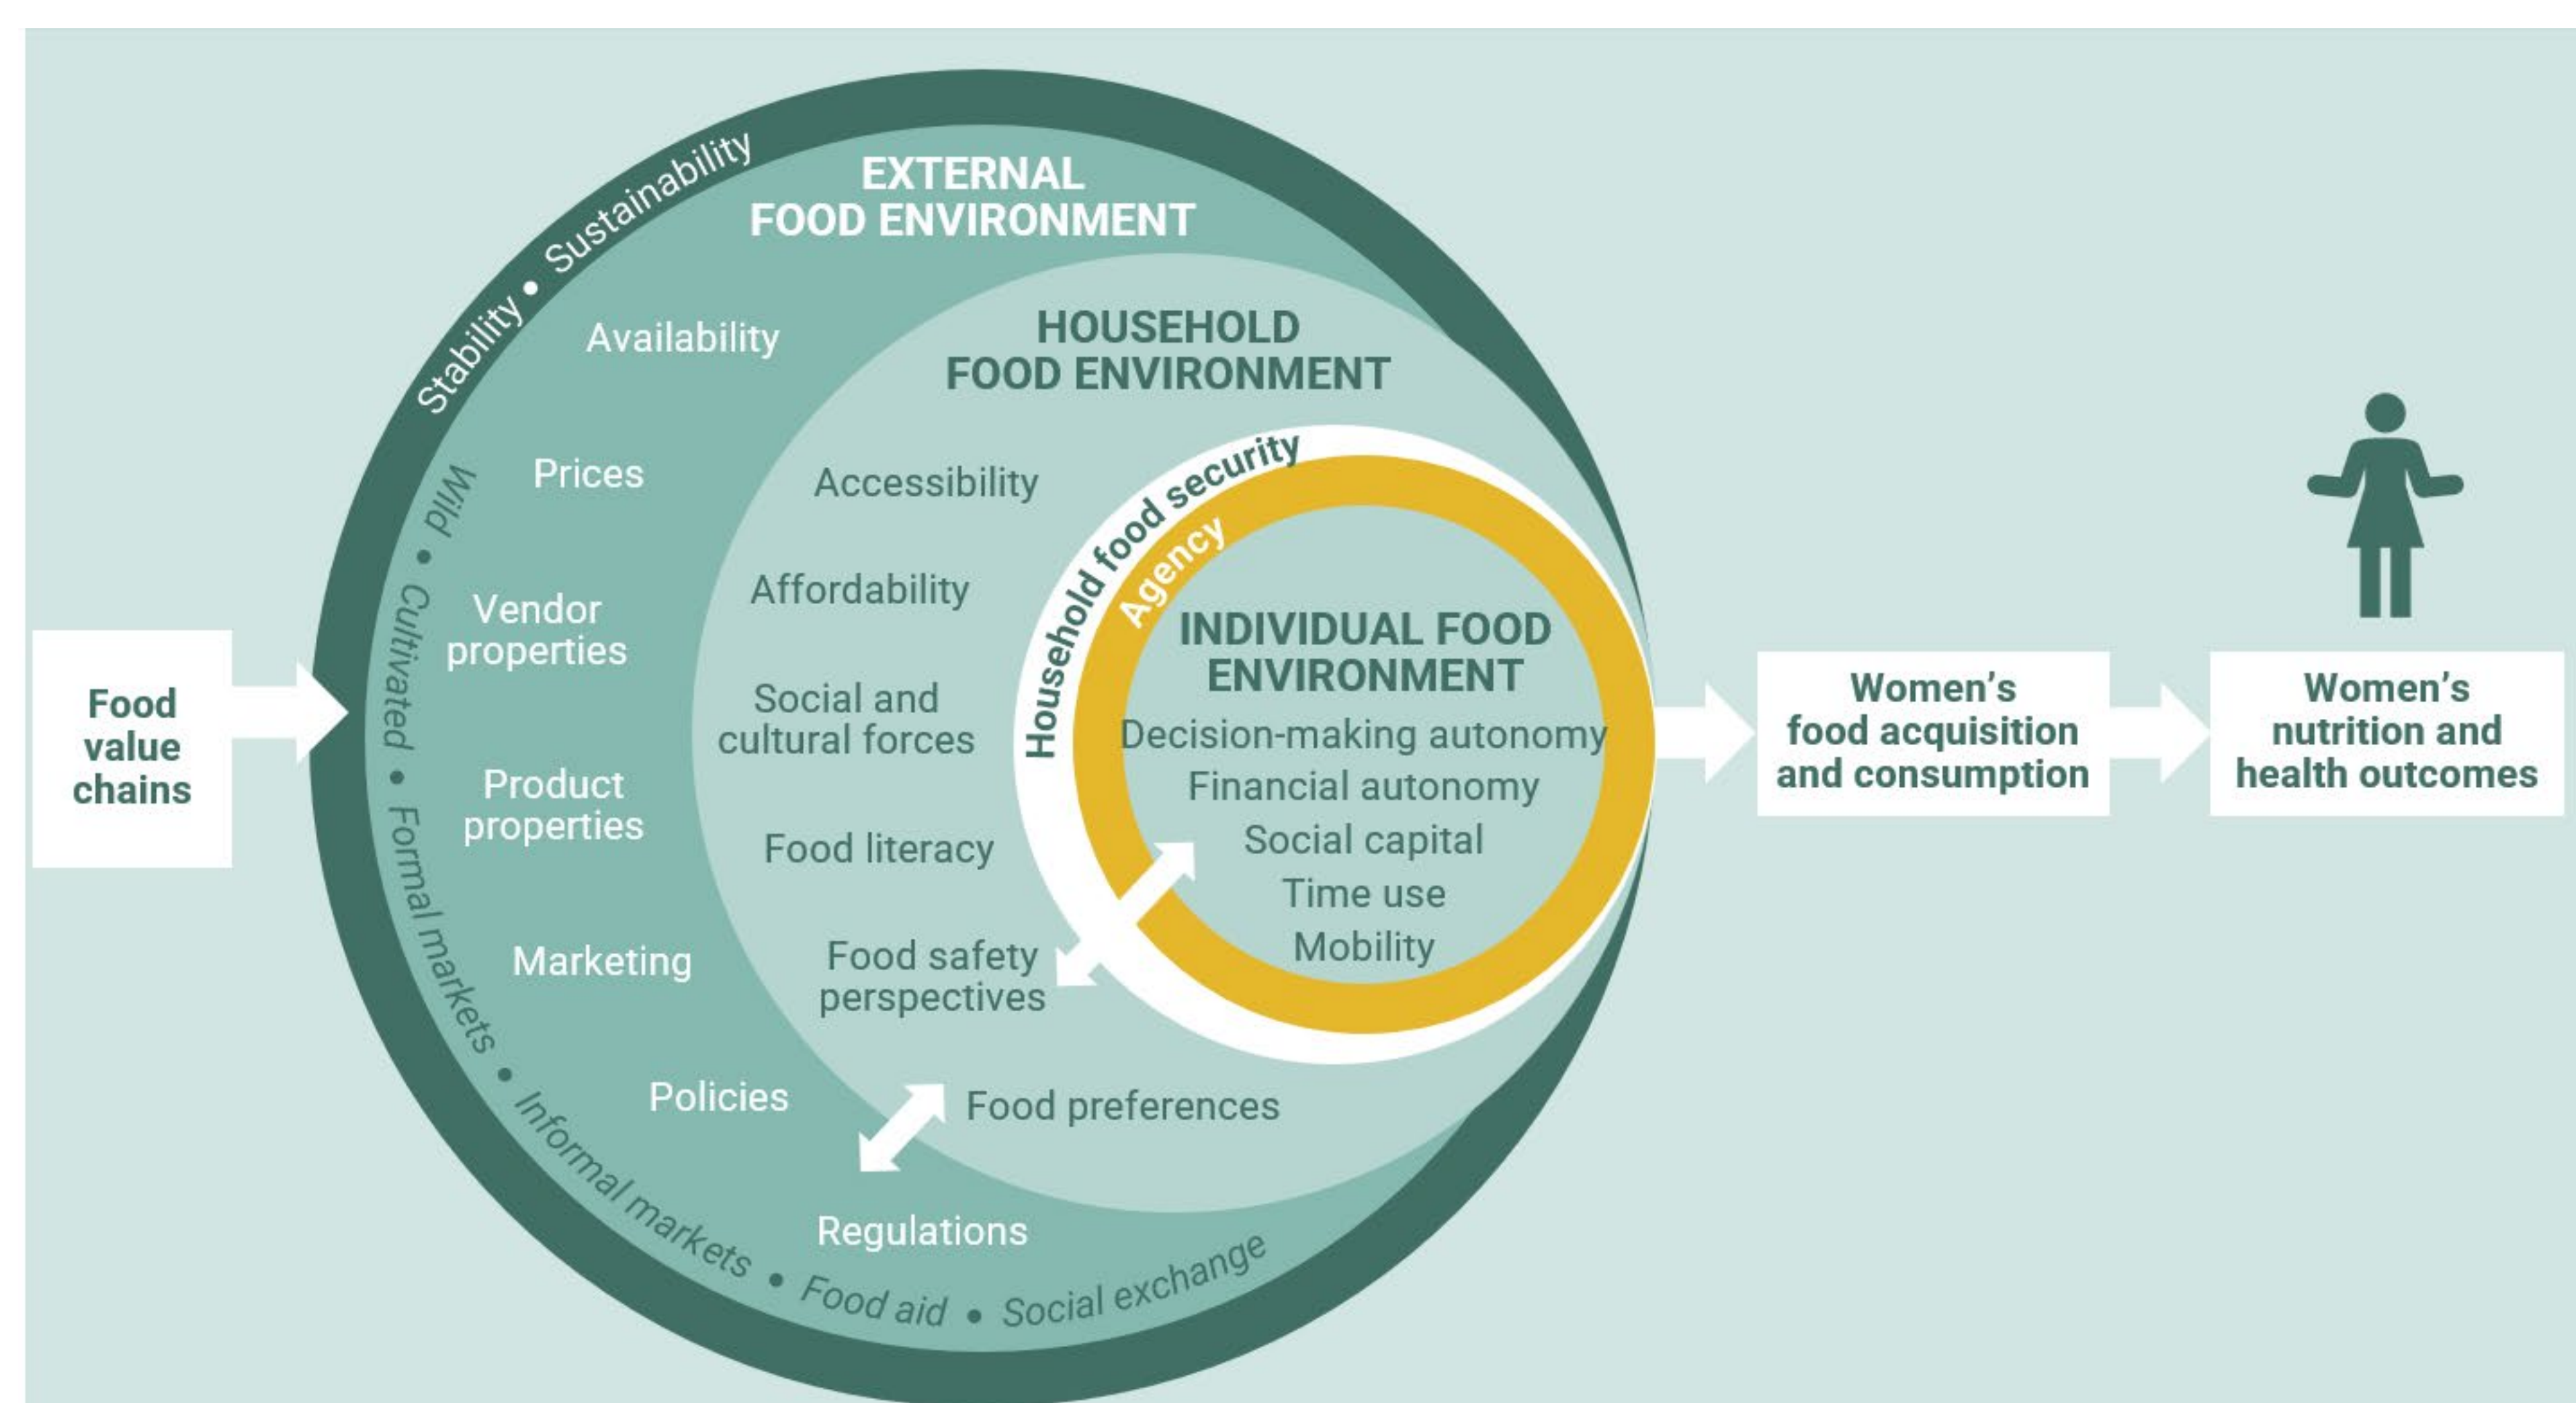 Food
value
chains
Stability • Sustainability
Wild • Cultivated • Formal markets • Informal markets • Food aid • Social exchange
EXTERNAL
FOOD ENVIRONMENT
Availability
Prices
Vendor
properties
Product
properties
Marketing
Policies
Regulations
HOUSEHOLD
FOOD ENVIRONMENT
Accessibility
Affordability
Social and
cultural forces
Food literacy
Food safety
perspectives
Food preferences
Household food security
Agency
INDIVIDUAL FOOD
ENVIRONMENT
Decision-making autonomy
Financial autonomy
Social capital
Time use
Mobility
Women’s
food acquisition
and consumption
Women’s
nutrition and
health outcomes